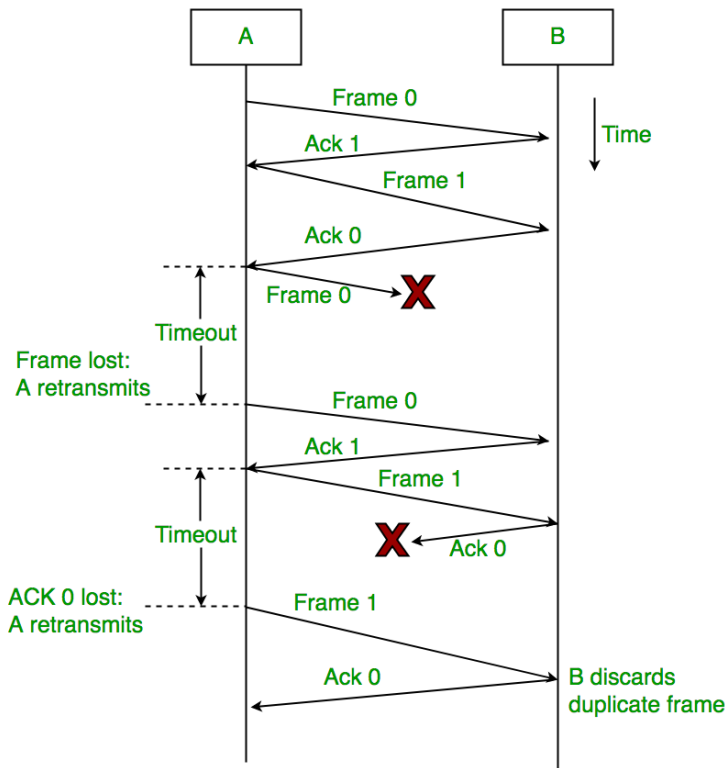 A
B
Frame 0
Time
Ack 1
Frame 1
Ack 0
Frame 0
X
Timeout
Frame lost:
A retransmits
Frame 0
Ack 1
Frame 1
Timeout
X
Ack 0
ACK 0 lost:
A retransmits
Frame 1
Ack 0
B discards
duplicate frame